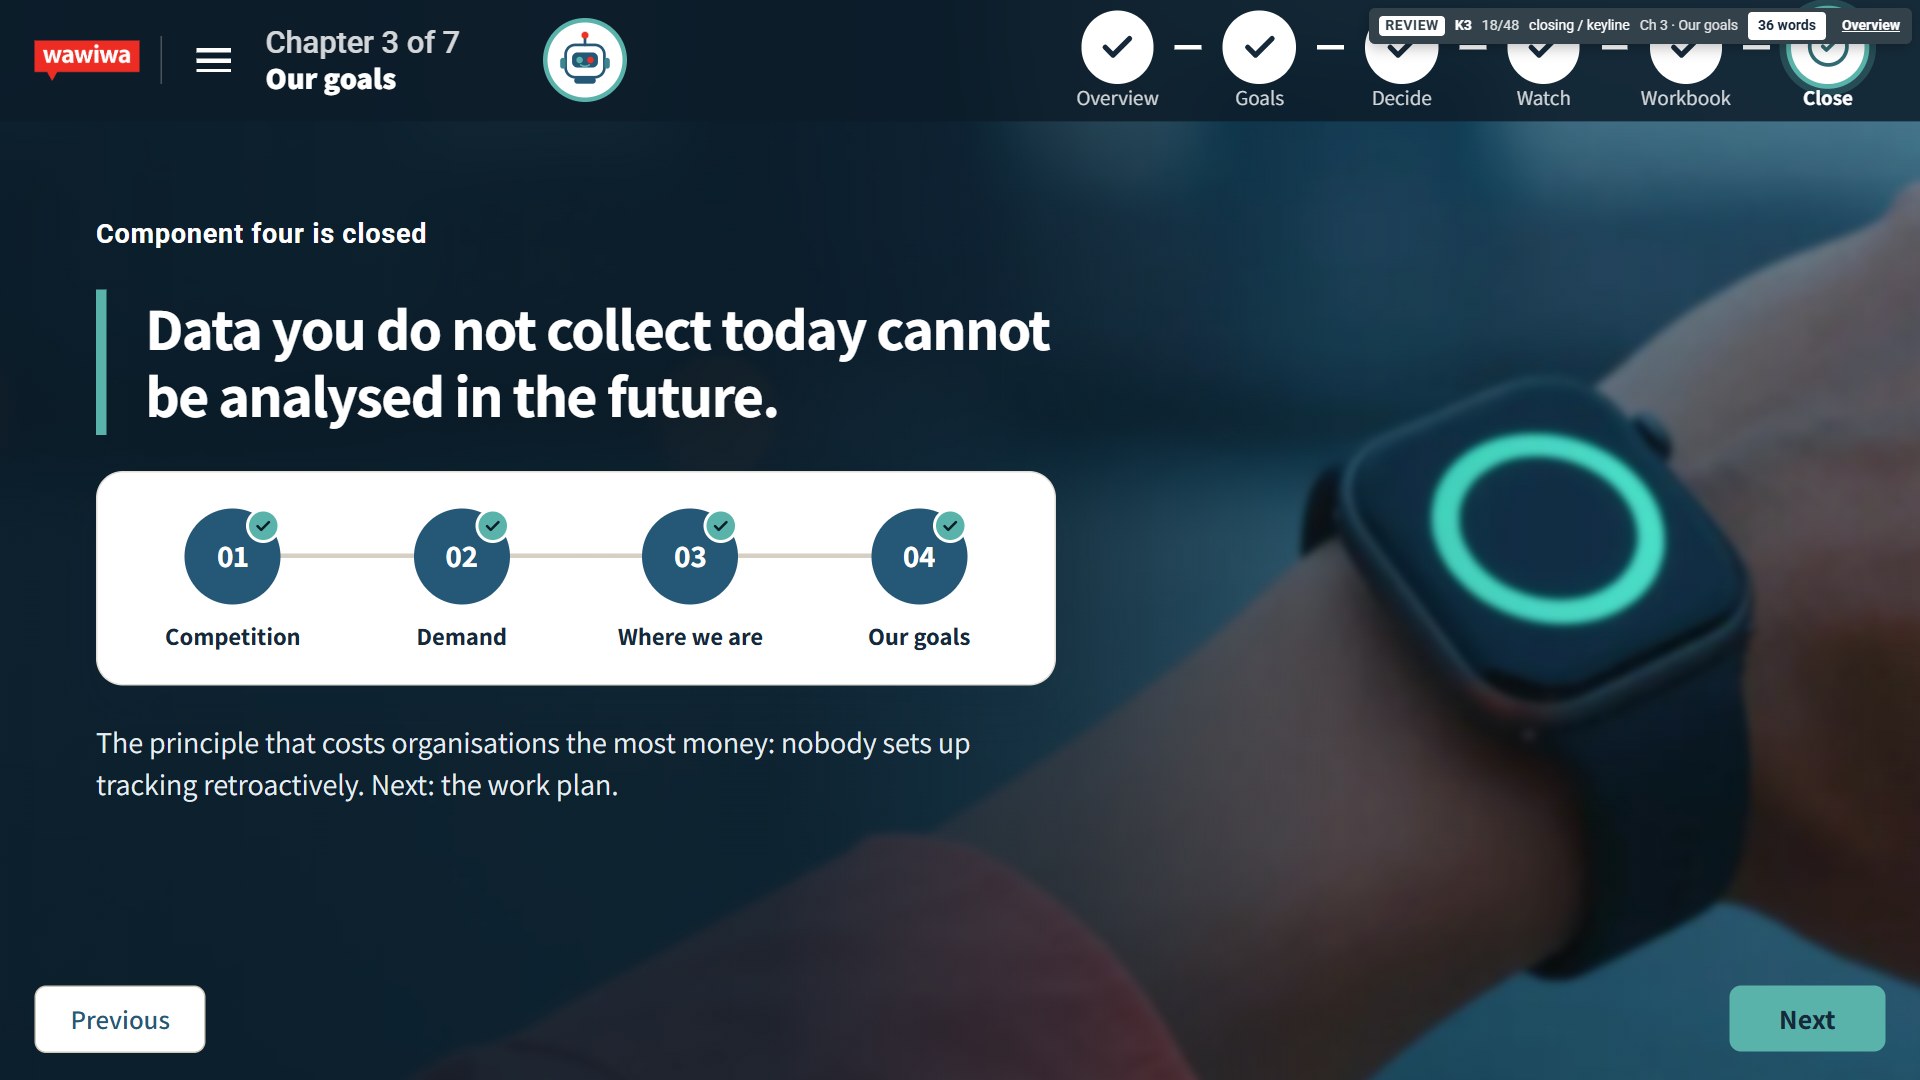 wawiwa
Chapter 3 of 7
Our goals
REVIEW K3 18/48 closing / keyline Ch 3 · Our goals 36 words Overview
Overview
Goals
Decide
Watch
Workbook
Close
Component four is closed
Data you do not collect today cannot
be analysed in the future.
01
02
03
04
Competition
Demand
Where we are
Our goals
The principle that costs organisations the most money: nobody sets up
tracking retroactively. Next: the work plan.
Previous
Next